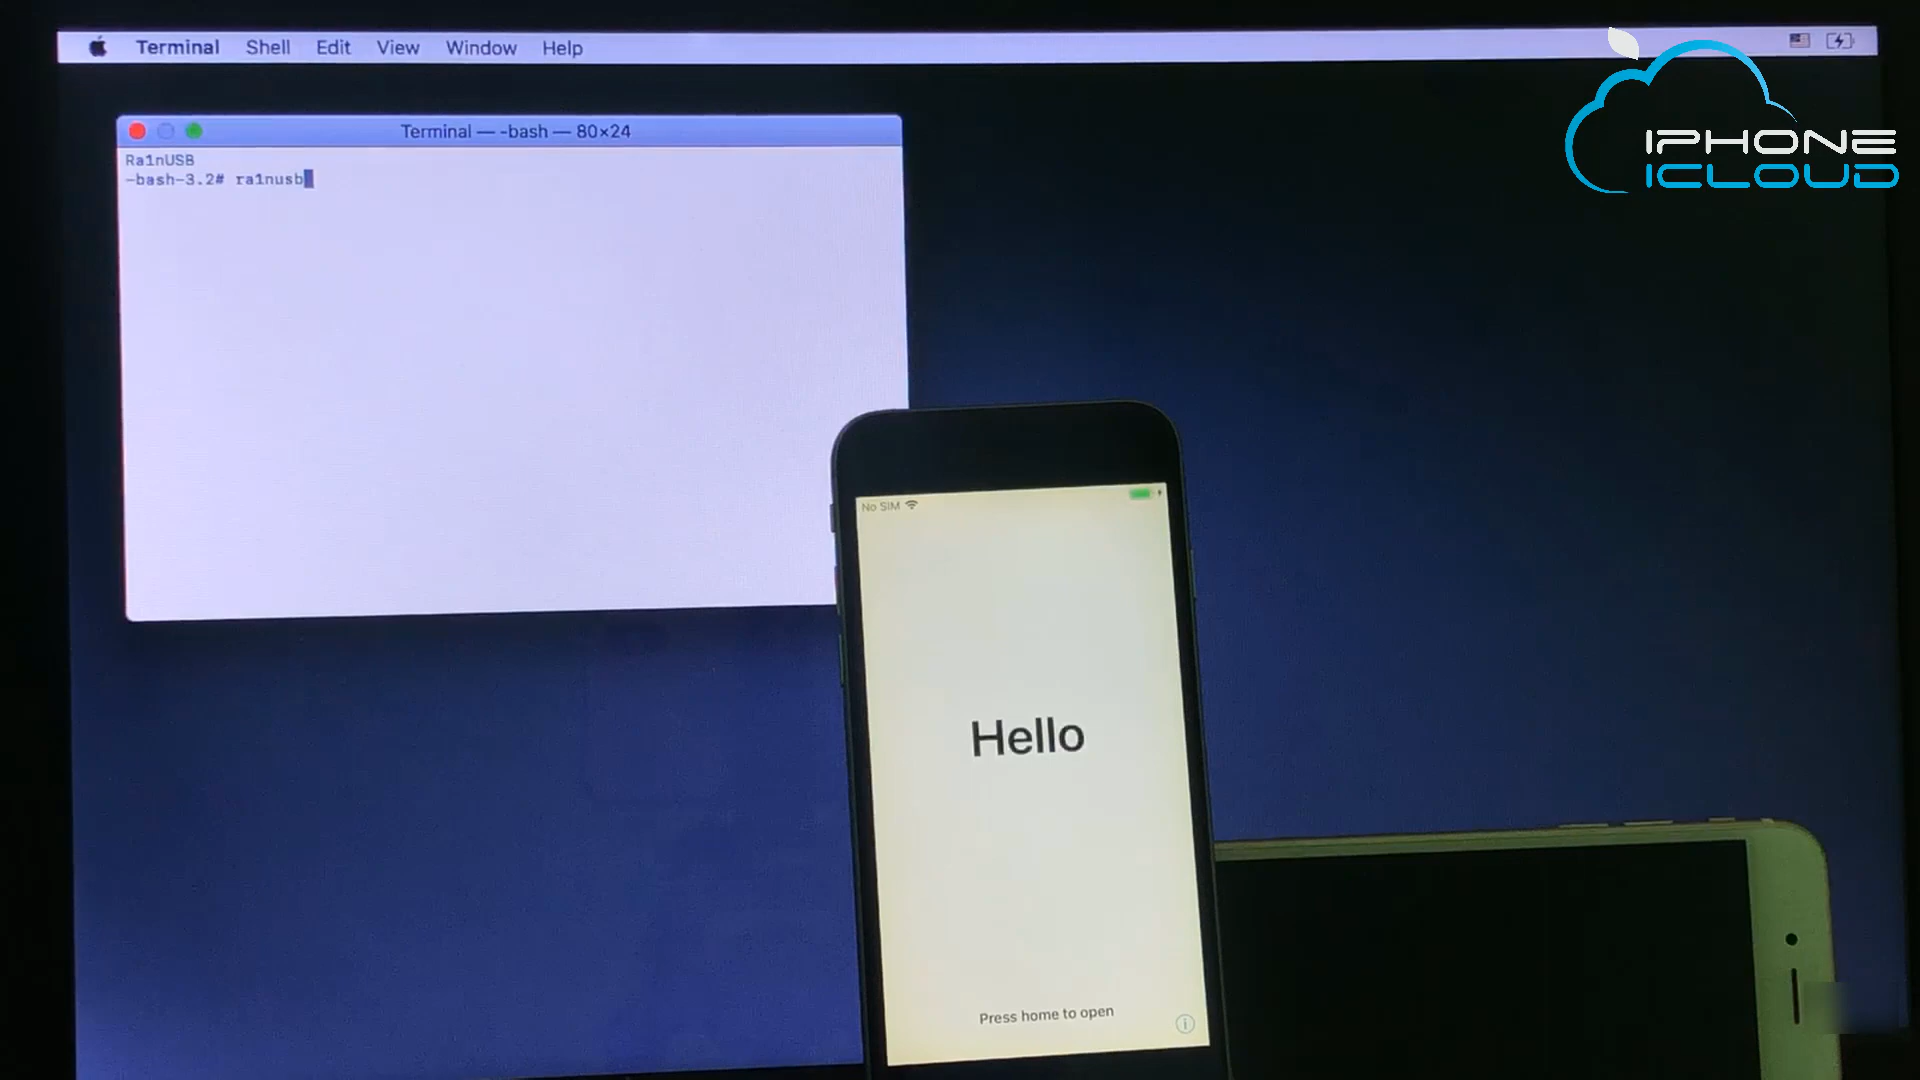 Terminal Shell Edit View Window Help
Terminal — -bash — 80×24
Ra1nUSB
-bash-3.2# ra1nusb
IPHONE
ICLOUD
No SIM
Hello
Press home to open